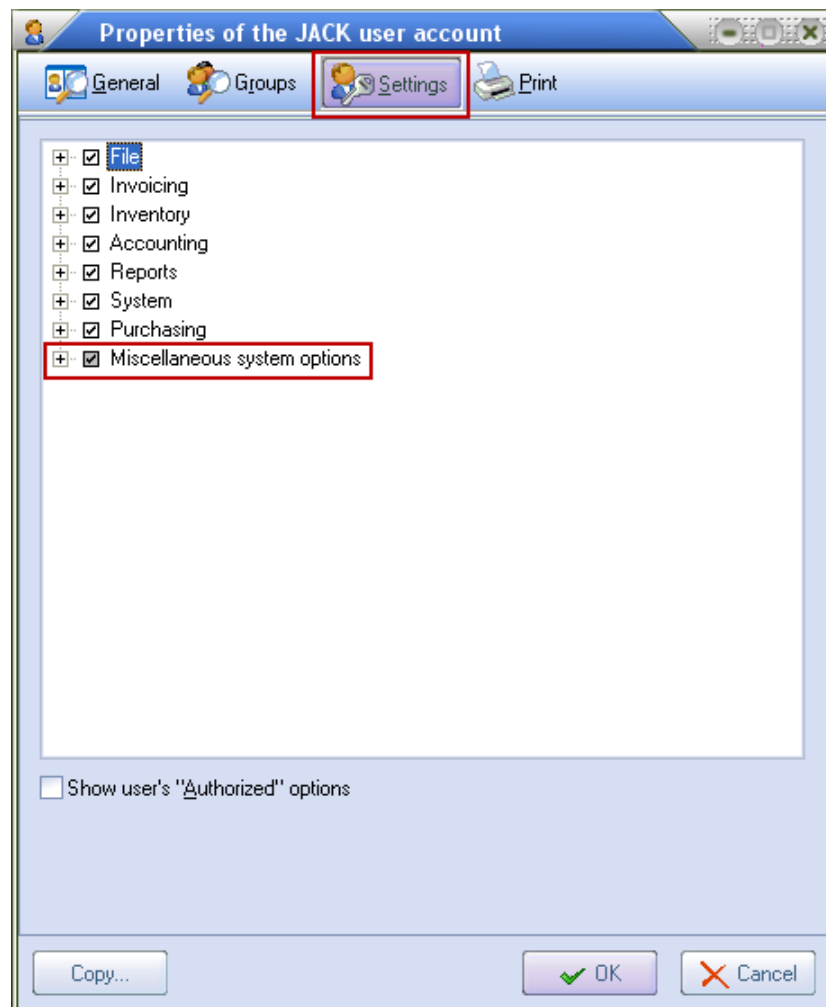 Properties of the JACK user account
General Groups Settings Print
File
Invoicing
Inventory
Accounting
Reports
System
Purchasing
Miscellaneous system options
Show user's "Authorized" options
Copy... OK Cancel